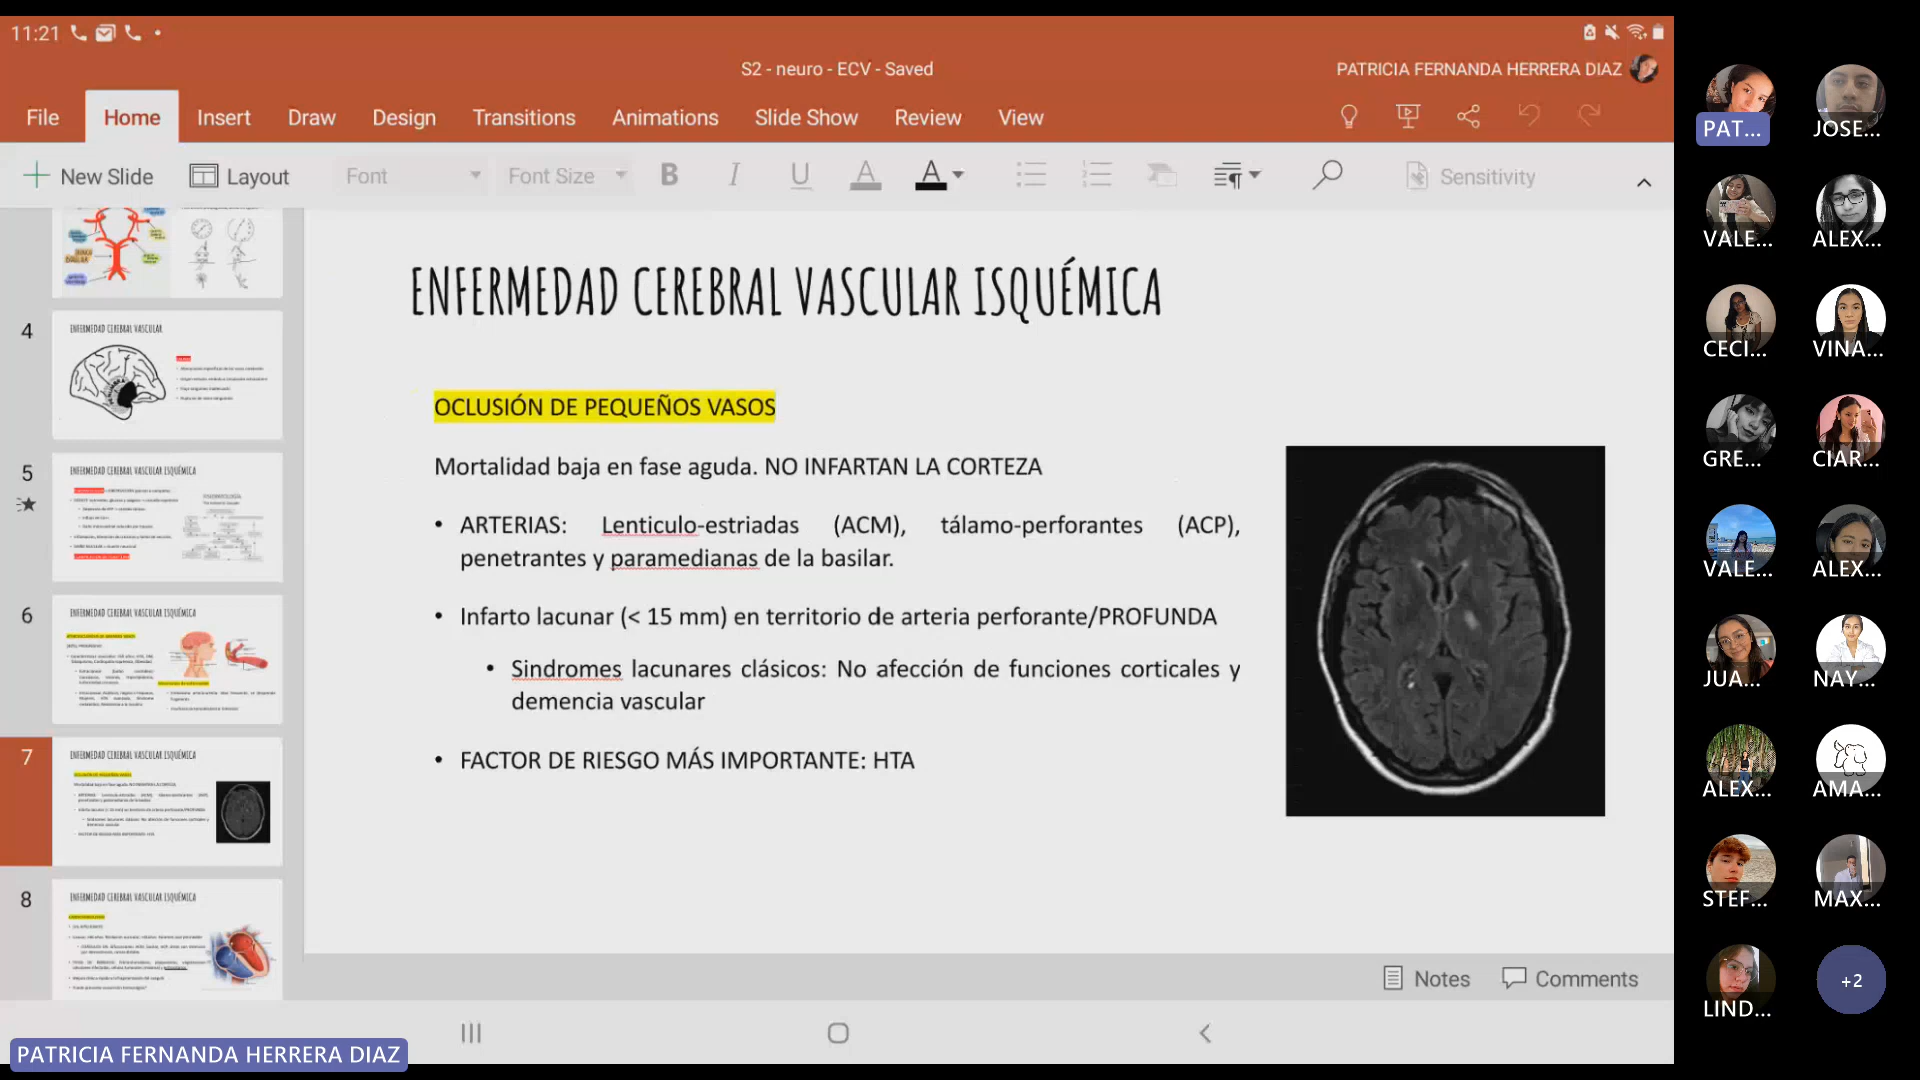 11:21
S2 - neuro - ECV - Saved
PATRICIA FERNANDA HERRERA DIAZ
File Home Insert Draw Design Transitions Animations Slide Show Review View
New Slide Layout Font Font Size B I U A A Sensitivity
4
ENFERMEDAD CEREBRAL VASCULAR
5
ENFERMEDAD CEREBRAL VASCULAR ISQUÉMICA
6
ENFERMEDAD CEREBRAL VASCULAR ISQUÉMICA
7
ENFERMEDAD CEREBRAL VASCULAR ISQUÉMICA
8
ENFERMEDAD CEREBRAL VASCULAR ISQUÉMICA
ENFERMEDAD CEREBRAL VASCULAR ISQUÉMICA
OCLUSIÓN DE PEQUEÑOS VASOS
Mortalidad baja en fase aguda. NO INFARTAN LA CORTEZA
• ARTERIAS: Lenticulo-estriadas (ACM), tálamo-perforantes (ACP),
penetrantes y paramedianas de la basilar.
• Infarto lacunar (< 15 mm) en territorio de arteria perforante/PROFUNDA
• Sindromes lacunares clásicos: No afección de funciones corticales y
demencia vascular
• FACTOR DE RIESGO MÁS IMPORTANTE: HTA
Notes Comments
PATRICIA FERNANDA HERRERA DIAZ
PAT... JOSE...
VALE... ALEX...
CECI... VINA...
GRE... CIAR...
VALE... ALEX...
JUA... NAY...
ALEX... AMA...
STEF... MAX...
LIND... +2